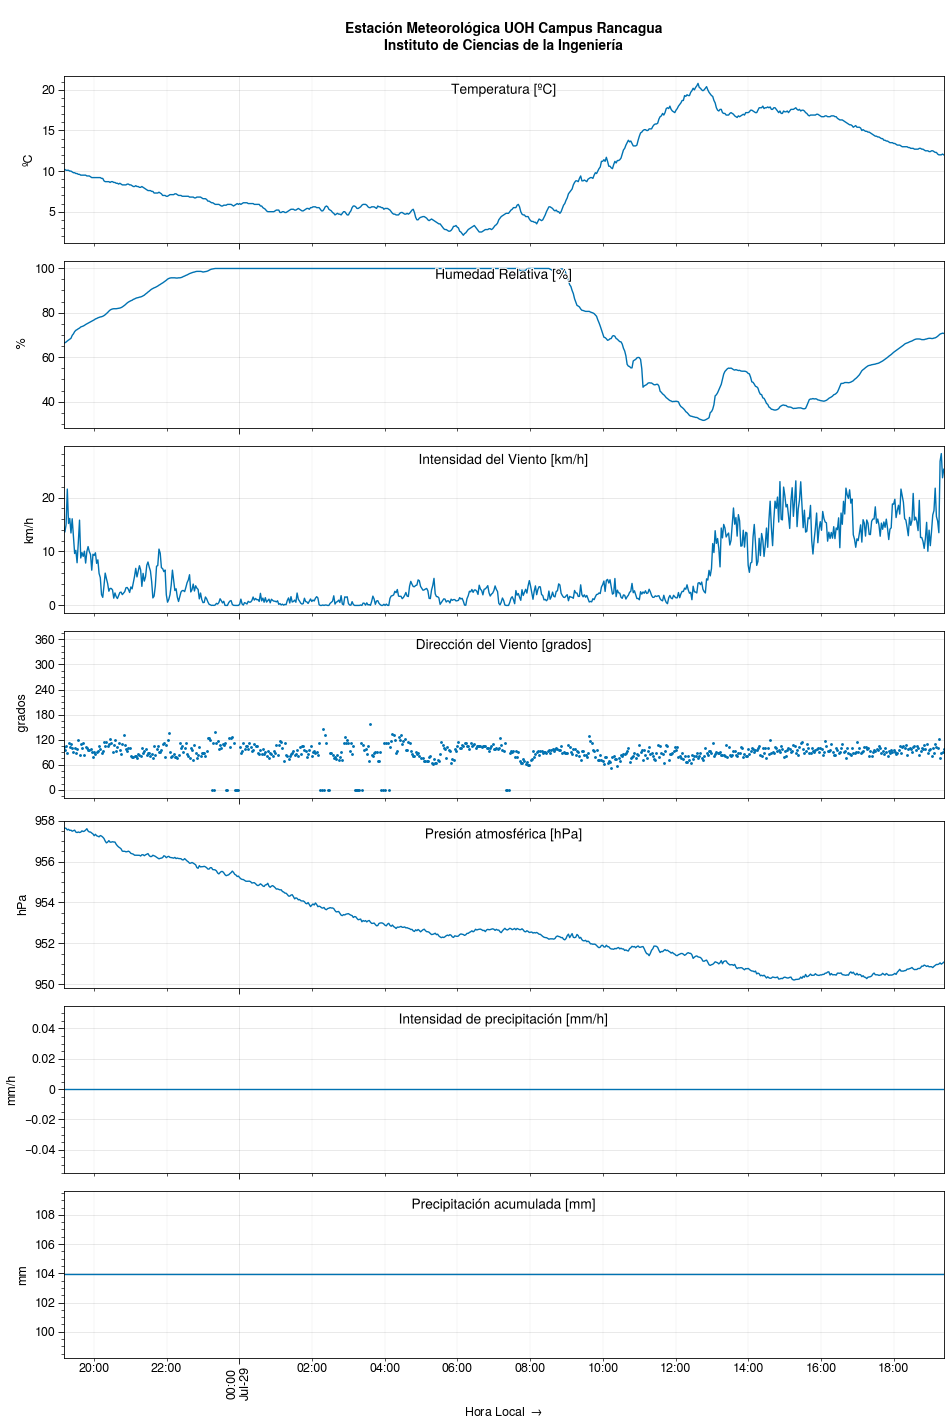 Estación Meteorológica UOH Campus Rancagua
Instituto de Ciencias de la Ingeniería
Temperatura [ºC]
20
15
10
5
ºC
Humedad Relativa [%]
100
80
60
40
%
Intensidad del Viento [km/h]
20
10
0
km/h
Dirección del Viento [grados]
360
300
240
180
120
60
0
grados
Presión atmosférica [hPa]
958
956
954
952
950
hPa
Intensidad de precipitación [mm/h]
0.04
0.02
0
−0.02
−0.04
mm/h
Precipitación acumulada [mm]
108
106
104
102
100
mm
20:00 22:00 00:00 02:00 04:00 06:00 08:00 10:00 12:00 14:00 16:00 18:00
Jul-29
Hora Local →